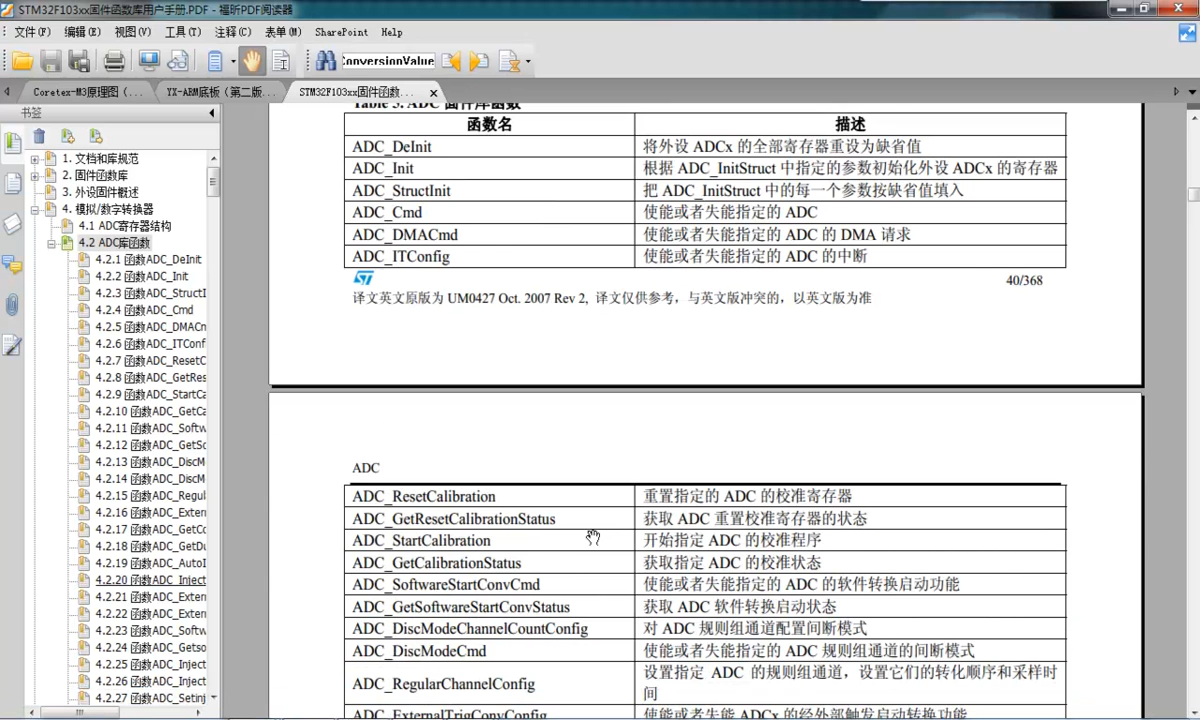 STM32F103xx固件函数库用户手册.PDF - 福昕PDF阅读器
文件(F) 编辑(E) 视图(V) 工具(T) 注释(C) 表单(M) SharePoint Help
ConversionValue
Coretex-M3原理图 (... YX-ARM底板（第二版... STM32F103xx固件函数... ×
书签
1. 文档和库规范
2. 固件函数库
3. 外设固件概述
4. 模拟/数字转换器
4.1 ADC寄存器结构
4.2 ADC库函数
4.2.1 函数ADC_DeInit
4.2.2 函数ADC_Init
4.2.3 函数ADC_StructI
4.2.4 函数ADC_Cmd
4.2.5 函数ADC_DMACm
4.2.6 函数ADC_ITConf
4.2.7 函数ADC_ResetC
4.2.8 函数ADC_GetRes
4.2.9 函数ADC_StartCa
4.2.10 函数ADC_GetCa
4.2.11 函数ADC_Softw
4.2.12 函数ADC_GetSo
4.2.13 函数ADC_DiscM
4.2.14 函数ADC_DiscM
4.2.15 函数ADC_Regul
4.2.16 函数ADC_Exten
4.2.17 函数ADC_GetCo
4.2.18 函数ADC_GetDu
4.2.19 函数ADC_AutoI
4.2.20 函数ADC_Inject
4.2.21 函数ADC_Exten
4.2.22 函数ADC_Exten
4.2.23 函数ADC_Softw
4.2.24 函数ADC_Getso
4.2.25 函数ADC_Inject
4.2.26 函数ADC_Inject
4.2.27 函数ADC_Setinj
Table 5. ADC 固件库函数
函数名 描述
ADC_DeInit 将外设 ADCx 的全部寄存器重设为缺省值
ADC_Init 根据 ADC_InitStruct 中指定的参数初始化外设 ADCx 的寄存器
ADC_StructInit 把 ADC_InitStruct 中的每一个参数按缺省值填入
ADC_Cmd 使能或者失能指定的 ADC
ADC_DMACmd 使能或者失能指定的 ADC 的 DMA 请求
ADC_ITConfig 使能或者失能指定的 ADC 的中断
ST 40/368
译文英文原版为 UM0427 Oct. 2007 Rev 2, 译文仅供参考，与英文版冲突的，以英文版为准
ADC
ADC_ResetCalibration 重置指定的 ADC 的校准寄存器
ADC_GetResetCalibrationStatus 获取 ADC 重置校准寄存器的状态
ADC_StartCalibration 开始指定 ADC 的校准程序
ADC_GetCalibrationStatus 获取指定 ADC 的校准状态
ADC_SoftwareStartConvCmd 使能或者失能指定的 ADC 的软件转换启动功能
ADC_GetSoftwareStartConvStatus 获取 ADC 软件转换启动状态
ADC_DiscModeChannelCountConfig 对 ADC 规则组通道配置间断模式
ADC_DiscModeCmd 使能或者失能指定的 ADC 规则组通道的间断模式
ADC_RegularChannelConfig 设置指定 ADC 的规则组通道，设置它们的转化顺序和采样时
间
ADC_ExternalTrigConvConfig 使能或者失能 ADCx 的经外部触发启动转换功能